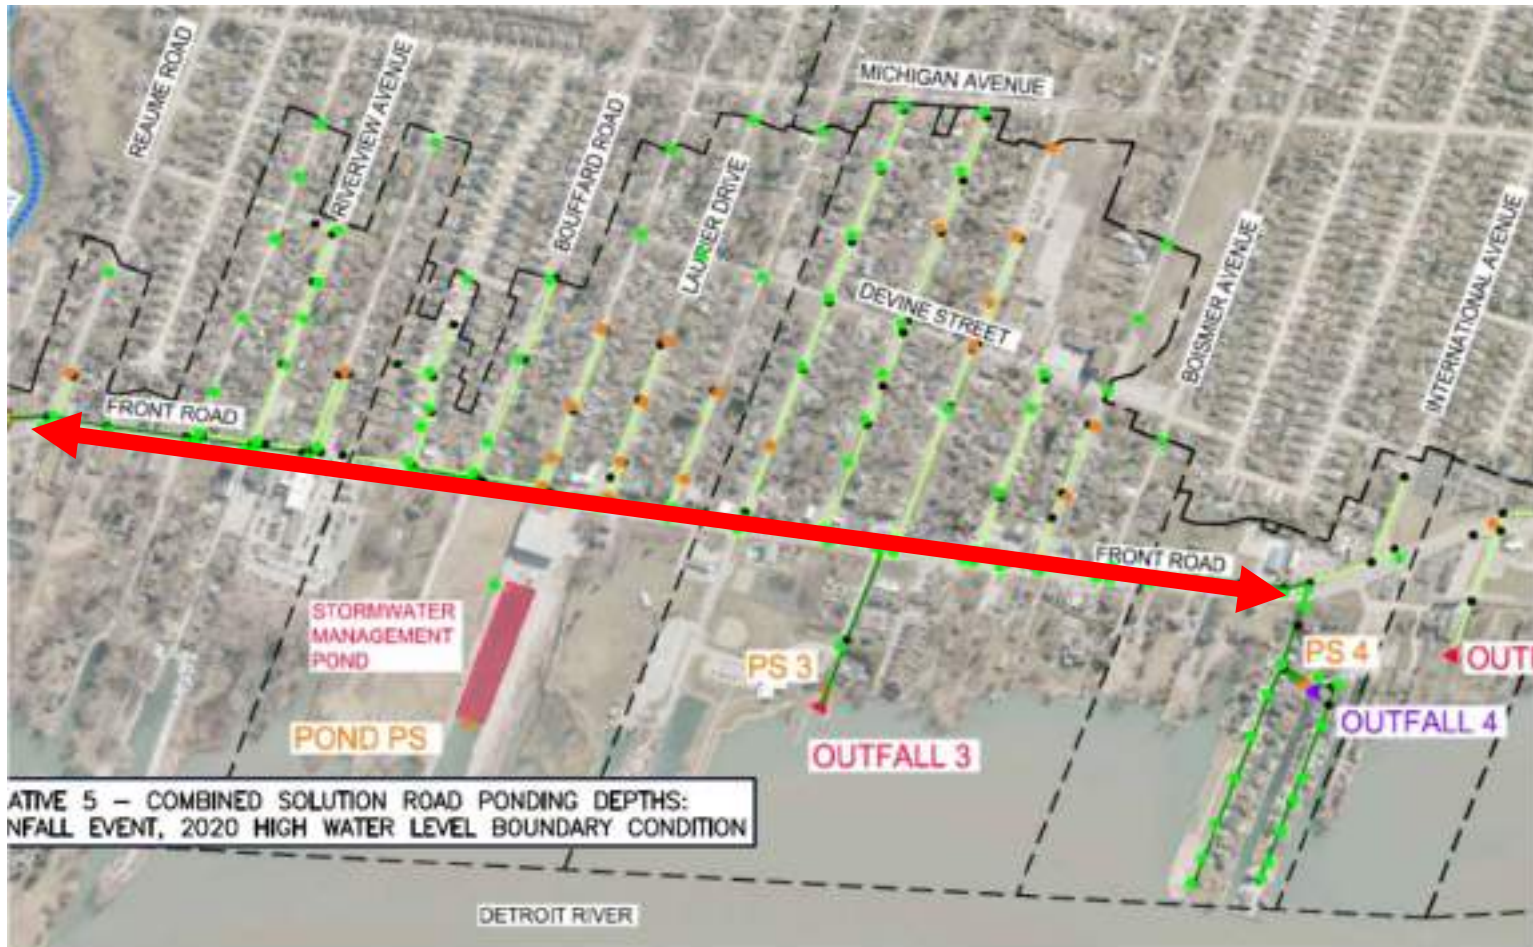 MICHIGAN AVENUE
REAUME ROAD
RIVERVIEW AVENUE
BOUFFARD ROAD
LAURIER DRIVE
DEVINE STREET
BOISMIER AVENUE
INTERNATIONAL AVENUE
FRONT ROAD
FRONT ROAD
STORMWATER
MANAGEMENT
POND
PS 3
PS 4
OUTF
POND PS
OUTFALL 3
OUTFALL 4
ATIVE 5 – COMBINED SOLUTION ROAD PONDING DEPTHS:
NFALL EVENT, 2020 HIGH WATER LEVEL BOUNDARY CONDITION
DETROIT RIVER